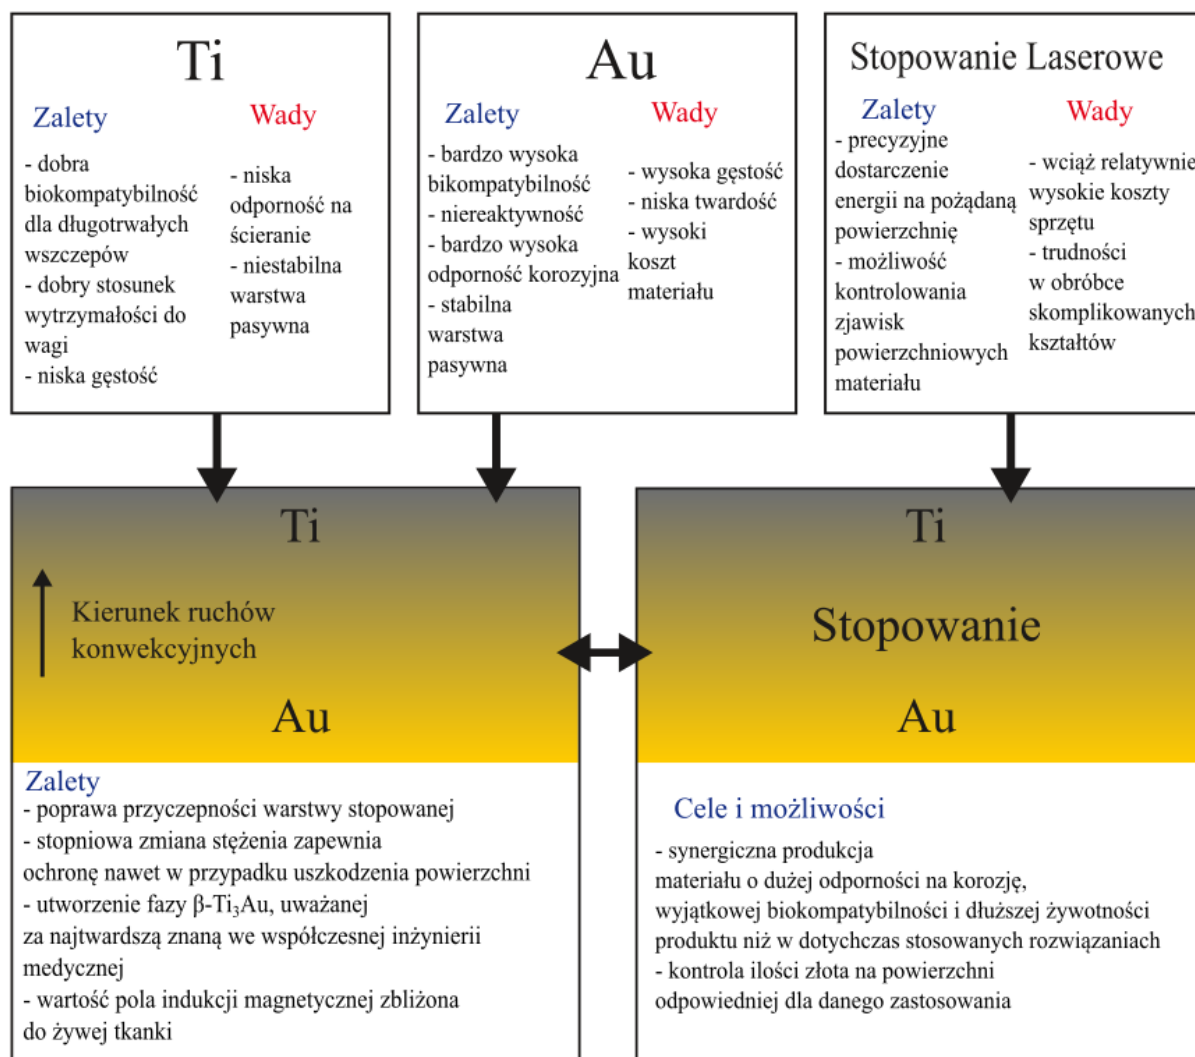 Ti
Zalety
- dobra
biokompatybilność
dla długotrwałych
wszczepów
- dobry stosunek
wytrzymałości do
wagi
- niska gęstość
Wady
- niska
odporność na
ścieranie
- niestabilna
warstwa
pasywna
Au
Zalety
- bardzo wysoka
bikompatybilność
- niereaktywność
- bardzo wysoka
odporność korozyjna
- stabilna
warstwa
pasywna
Wady
- wysoka gęstość
- niska twardość
- wysoki
koszt
materiału
Stopowanie Laserowe
Zalety
- precyzyjne
dostarczenie
energii na pożądaną
powierzchnię
- możliwość
kontrolowania
zjawisk
powierzchniowych
materiału
Wady
- wciąż relatywnie
wysokie koszty
sprzętu
- trudności
w obróbce
skomplikowanych
kształtów
Ti
Kierunek ruchów
konwekcyjnych
Au
Zalety
- poprawa przyczepności warstwy stopowanej
- stopniowa zmiana stężenia zapewnia
ochronę nawet w przypadku uszkodzenia powierzchni
- utworzenie fazy β-Ti₃Au, uważanej
za najtwardszą znaną we współczesnej inżynierii
medycznej
- wartość pola indukcji magnetycznej zbliżona
do żywej tkanki
Ti
Stopowanie
Au
Cele i możliwości
- synergiczna produkcja
materiału o dużej odporności na korozję,
wyjątkowej biokompatybilności i dłuższej żywotności
produktu niż w dotychczas stosowanych rozwiązaniach
- kontrola ilości złota na powierzchni
odpowiedniej dla danego zastosowania